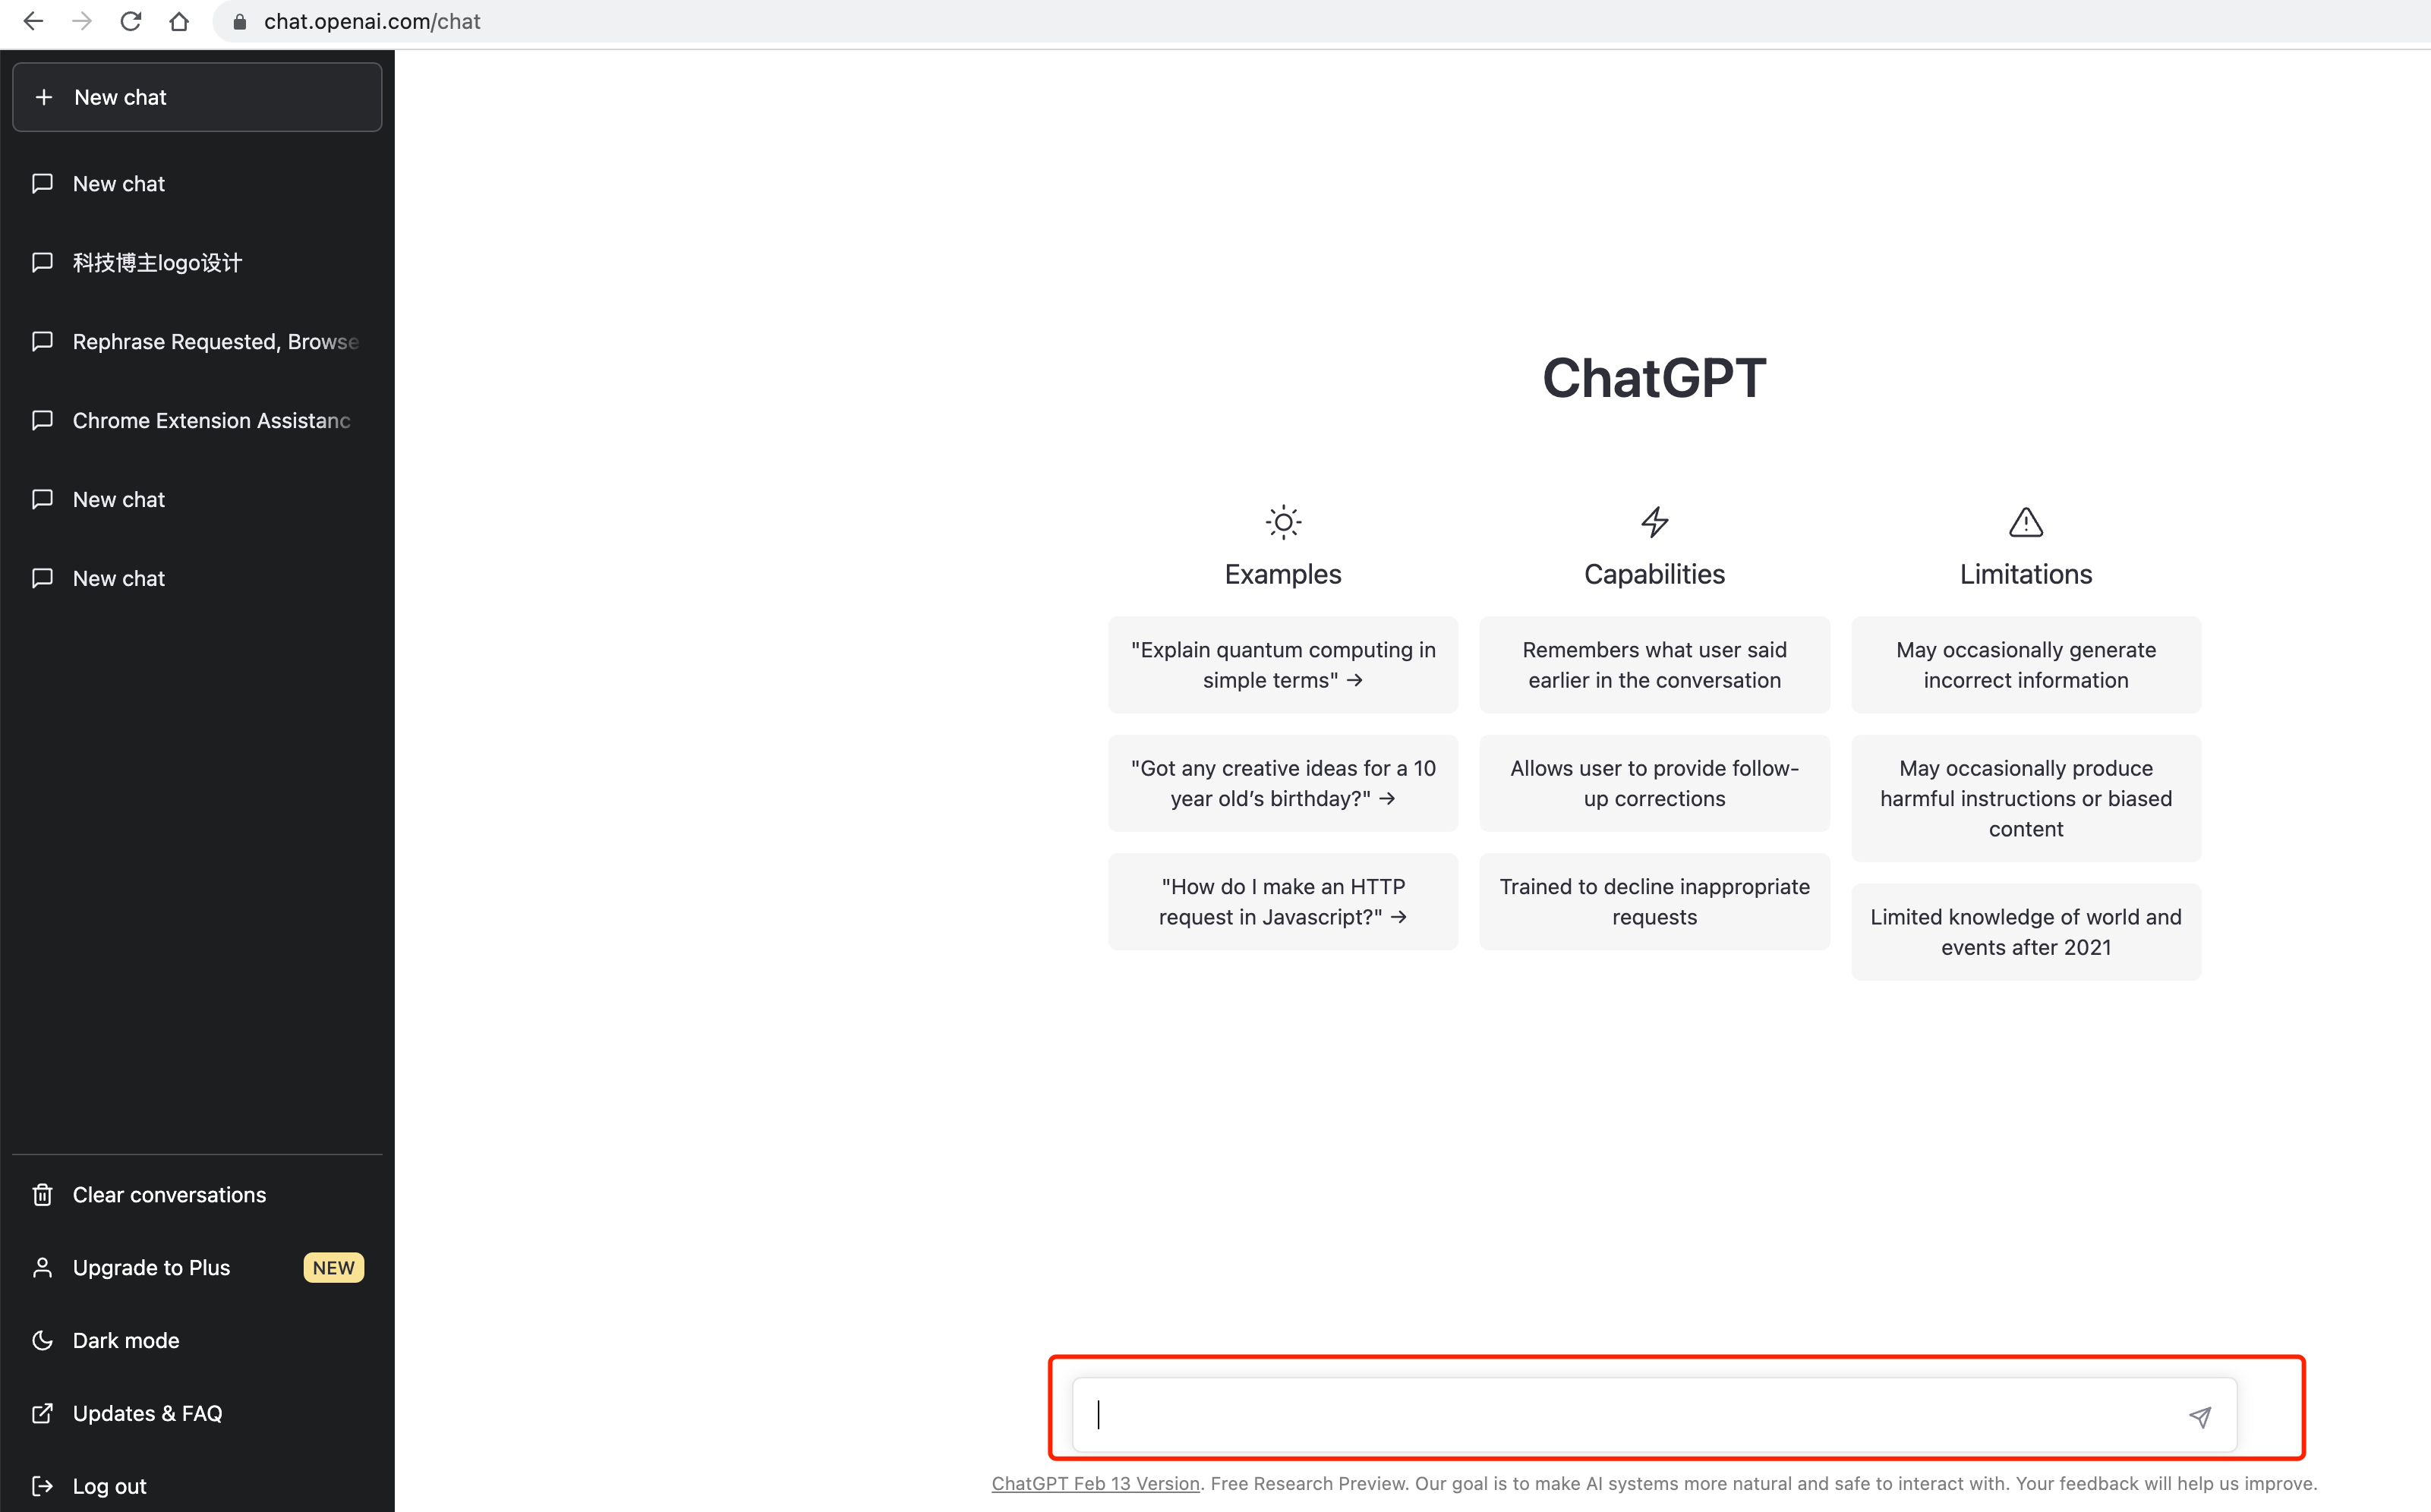 chat.openai.com/chat
New chat
New chat
科技博主logo设计
Rephrase Requested, Browse
Chrome Extension Assistanc
New chat
New chat
Clear conversations
Upgrade to Plus NEW
Dark mode
Updates & FAQ
Log out
ChatGPT
Examples
"Explain quantum computing in
simple terms" →
"Got any creative ideas for a 10
year old’s birthday?" →
"How do I make an HTTP
request in Javascript?" →
Capabilities
Remembers what user said
earlier in the conversation
Allows user to provide follow-
up corrections
Trained to decline inappropriate
requests
Limitations
May occasionally generate
incorrect information
May occasionally produce
harmful instructions or biased
content
Limited knowledge of world and
events after 2021
ChatGPT Feb 13 Version. Free Research Preview. Our goal is to make AI systems more natural and safe to interact with. Your feedback will help us improve.